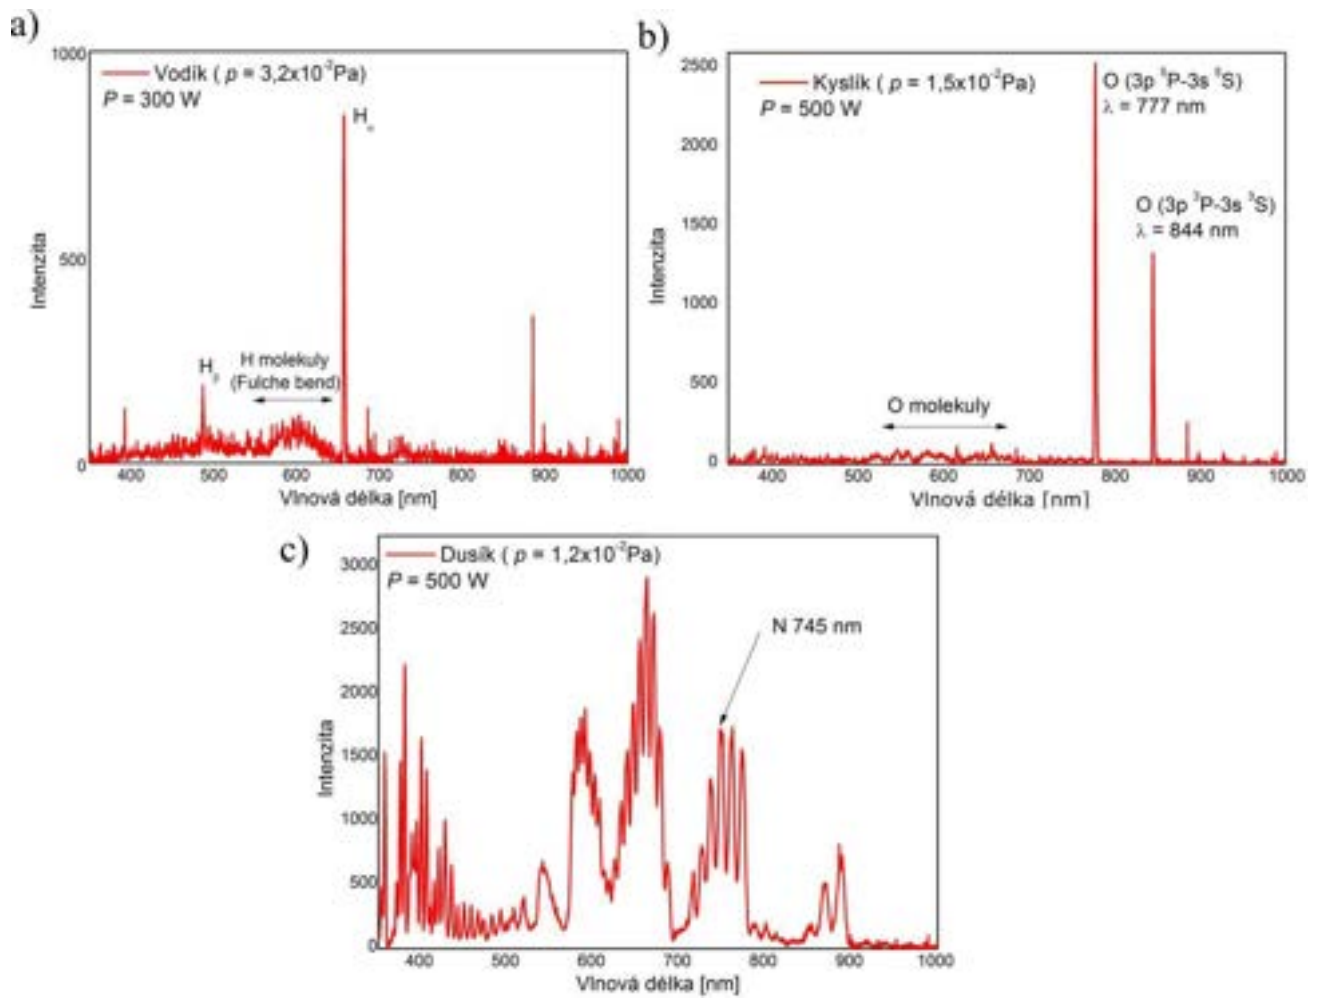 a)
1000
Vodík ( p = 3,2x10⁻²Pa)
P = 300 W
Hα
500
Intenzita
Hβ
H molekuly
(Fulche bend)
0
400 500 600 700 800 900 1000
Vlnová délka [nm]
b)
2500
Kyslík ( p = 1,5x10⁻²Pa)
P = 500 W
O (3p ⁵P-3s ⁵S)
λ = 777 nm
2000
O (3p ³P-3s ³S)
λ = 844 nm
1500
Intenzita
1000
500
O molekuly
0
400 500 600 700 800 900 1000
Vlnová délka [nm]
c)
3000
Dusík ( p = 1,2x10⁻²Pa)
P = 500 W
2500
N 745 nm
2000
Intenzita
1500
1000
500
0
400 500 600 700 800 900 1000
Vlnová délka [nm]